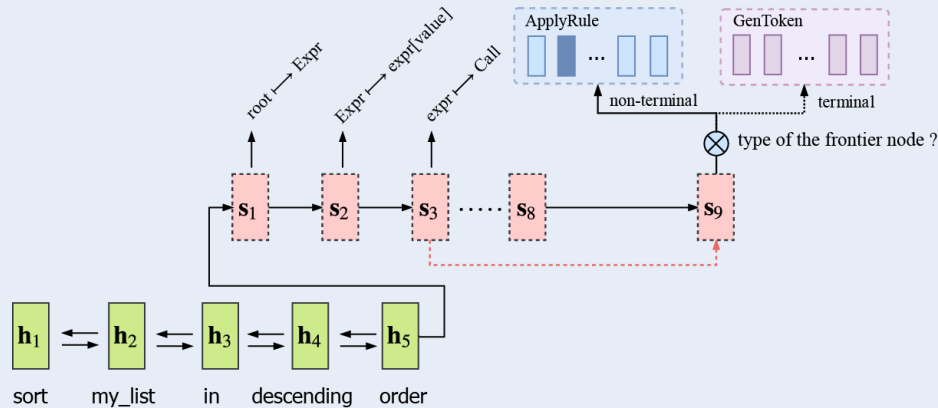 ApplyRule
...
GenToken
...
non-terminal
terminal
type of the frontier node ?
root ↦ Expr
Expr ↦ expr[value]
expr ↦ Call
s1 s2 s3 ..... s8 s9
h1 h2 h3 h4 h5
sort my_list in descending order